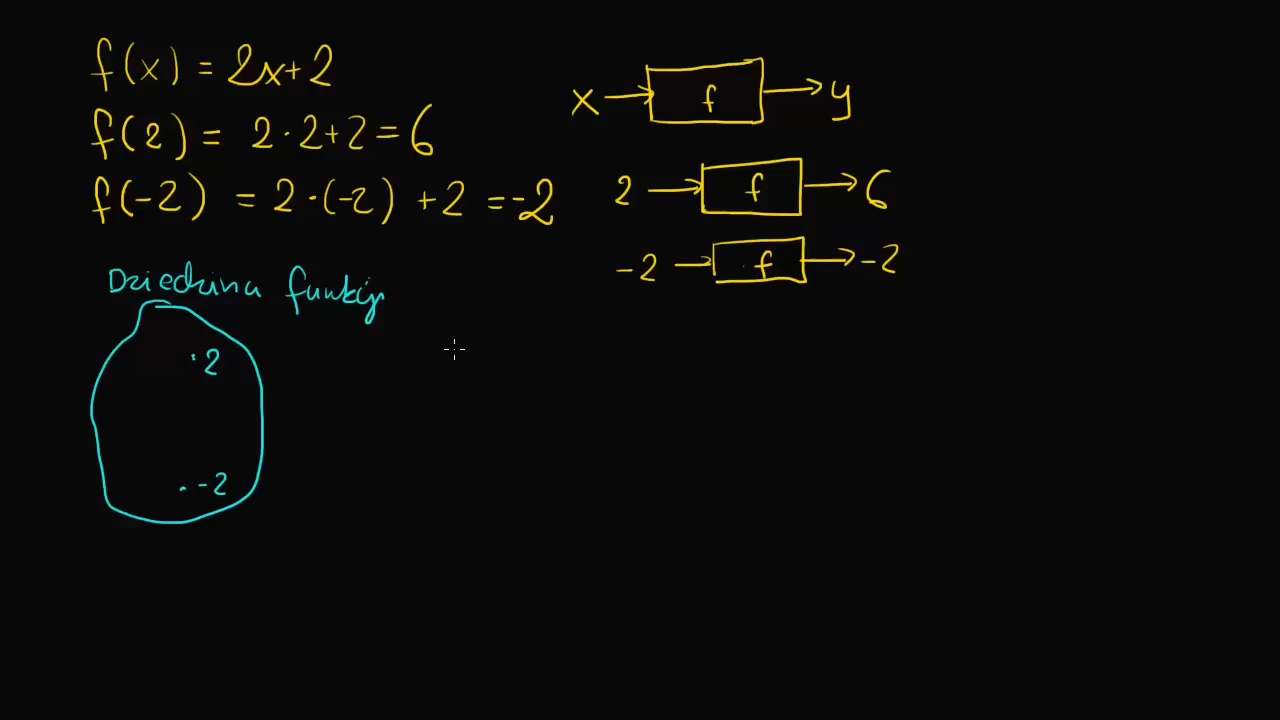 f(x) = 2x+2
f(2) = 2·2+2=6
f(-2) = 2·(-2) +2 =-2
x → f → y
2 → f → 6
-2 → f → -2
Dziedzina funkcji
·2
·-2